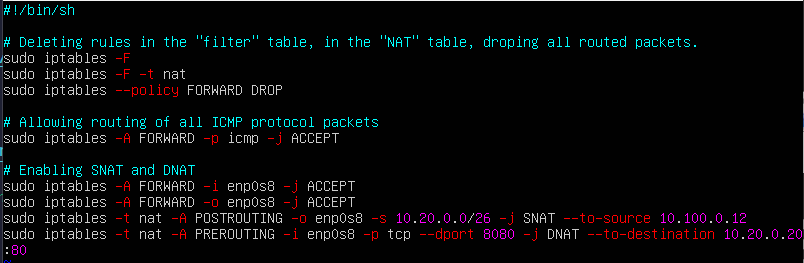 #!/bin/sh
# Deleting rules in the "filter" table, in the "NAT" table, droping all routed packets.
sudo iptables -F
sudo iptables -F -t nat
sudo iptables --policy FORWARD DROP
# Allowing routing of all ICMP protocol packets
sudo iptables -A FORWARD -p icmp -j ACCEPT
# Enabling SNAT and DNAT
sudo iptables -A FORWARD -i enp0s8 -j ACCEPT
sudo iptables -A FORWARD -o enp0s8 -j ACCEPT
sudo iptables -t nat -A POSTROUTING -o enp0s8 -s 10.20.0.0/26 -j SNAT --to-source 10.100.0.12
sudo iptables -t nat -A PREROUTING -i enp0s8 -p tcp --dport 8080 -j DNAT --to-destination 10.20.0.20
:80